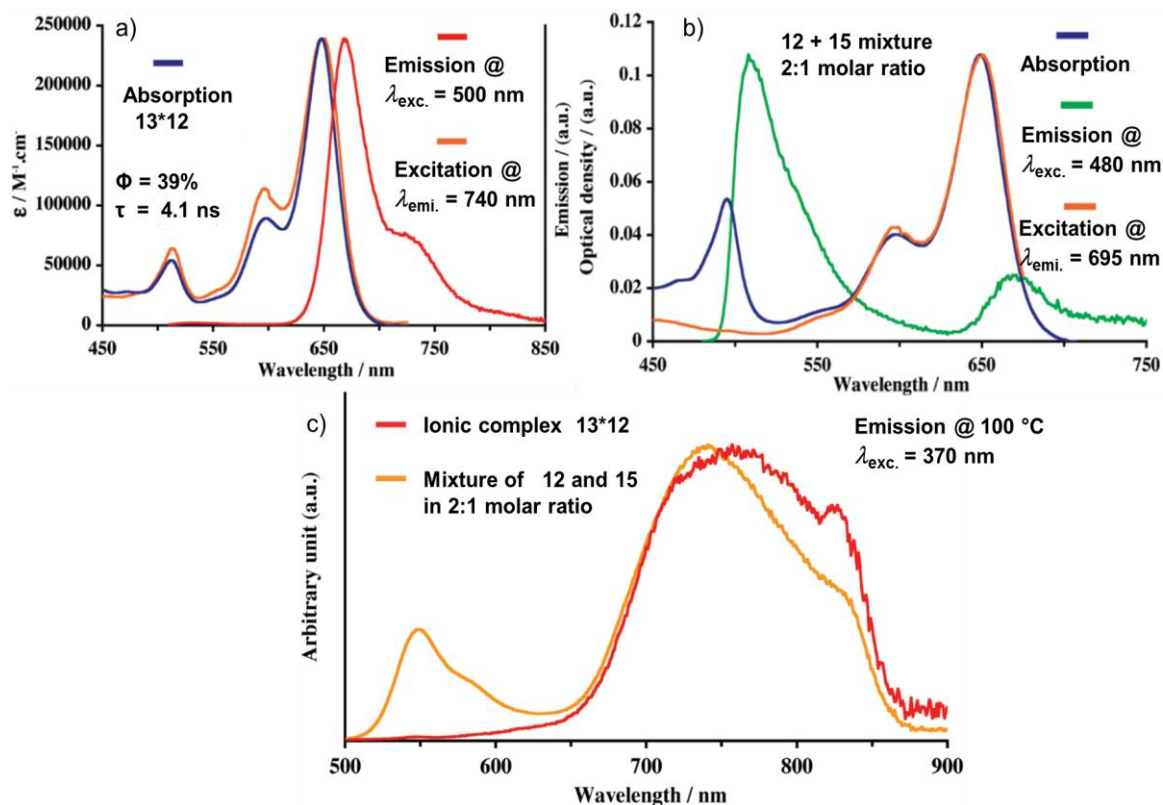 a)
250000
200000
150000
100000
50000
0
ε / M⁻¹.cm⁻
450 550 650 750 850
Wavelength / nm
Absorption
13*12
Φ = 39%
τ = 4.1 ns
Emission @
λexc. = 500 nm
Excitation @
λemi. = 740 nm
b)
0.12
0.1
0.08
0.06
0.04
0.02
0
Emission / (a.u.)
Optical density / (a.u.)
450 550 650 750
Wavelength / nm
12 + 15 mixture
2:1 molar ratio
Absorption
Emission @
λexc. = 480 nm
Excitation @
λemi. = 695 nm
c)
Ionic complex 13*12
Mixture of 12 and 15
in 2:1 molar ratio
Emission @ 100 °C
λexc. = 370 nm
Arbitrary unit (a.u.)
500 600 700 800 900
Wavelength / nm